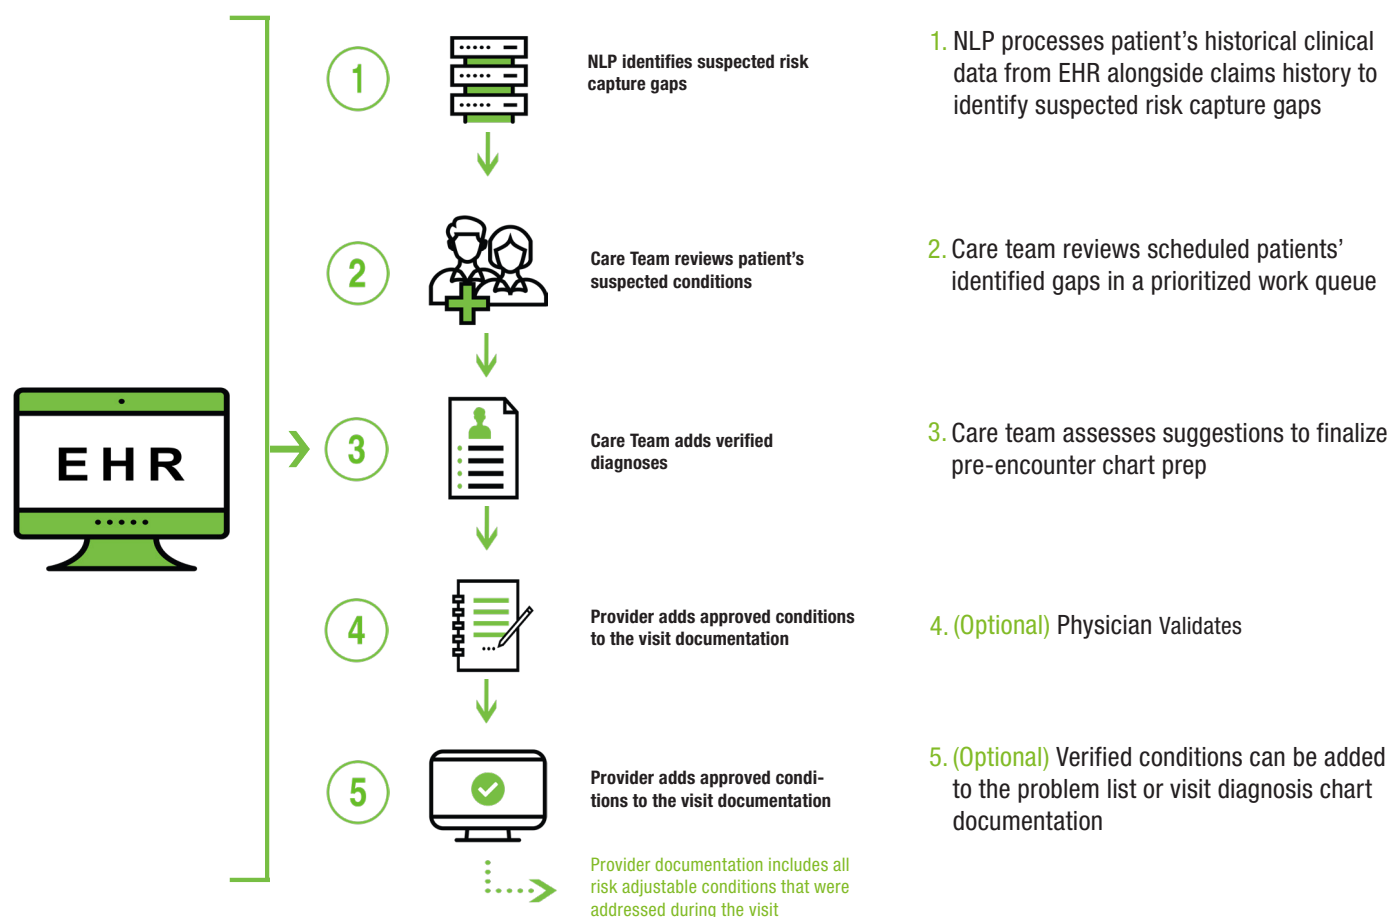 EHR
1
NLP identifies suspected risk
capture gaps
1. NLP processes patient’s historical clinical
data from EHR alongside claims history to
identify suspected risk capture gaps
2
Care Team reviews patient’s
suspected conditions
2. Care team reviews scheduled patients’
identified gaps in a prioritized work queue
3
Care Team adds verified
diagnoses
3. Care team assesses suggestions to finalize
pre-encounter chart prep
4
Provider adds approved conditions
to the visit documentation
4. (Optional) Physician Validates
5
Provider adds approved condi-
tions to the visit documentation
5. (Optional) Verified conditions can be added
to the problem list or visit diagnosis chart
documentation
Provider documentation includes all
risk adjustable conditions that were
addressed during the visit